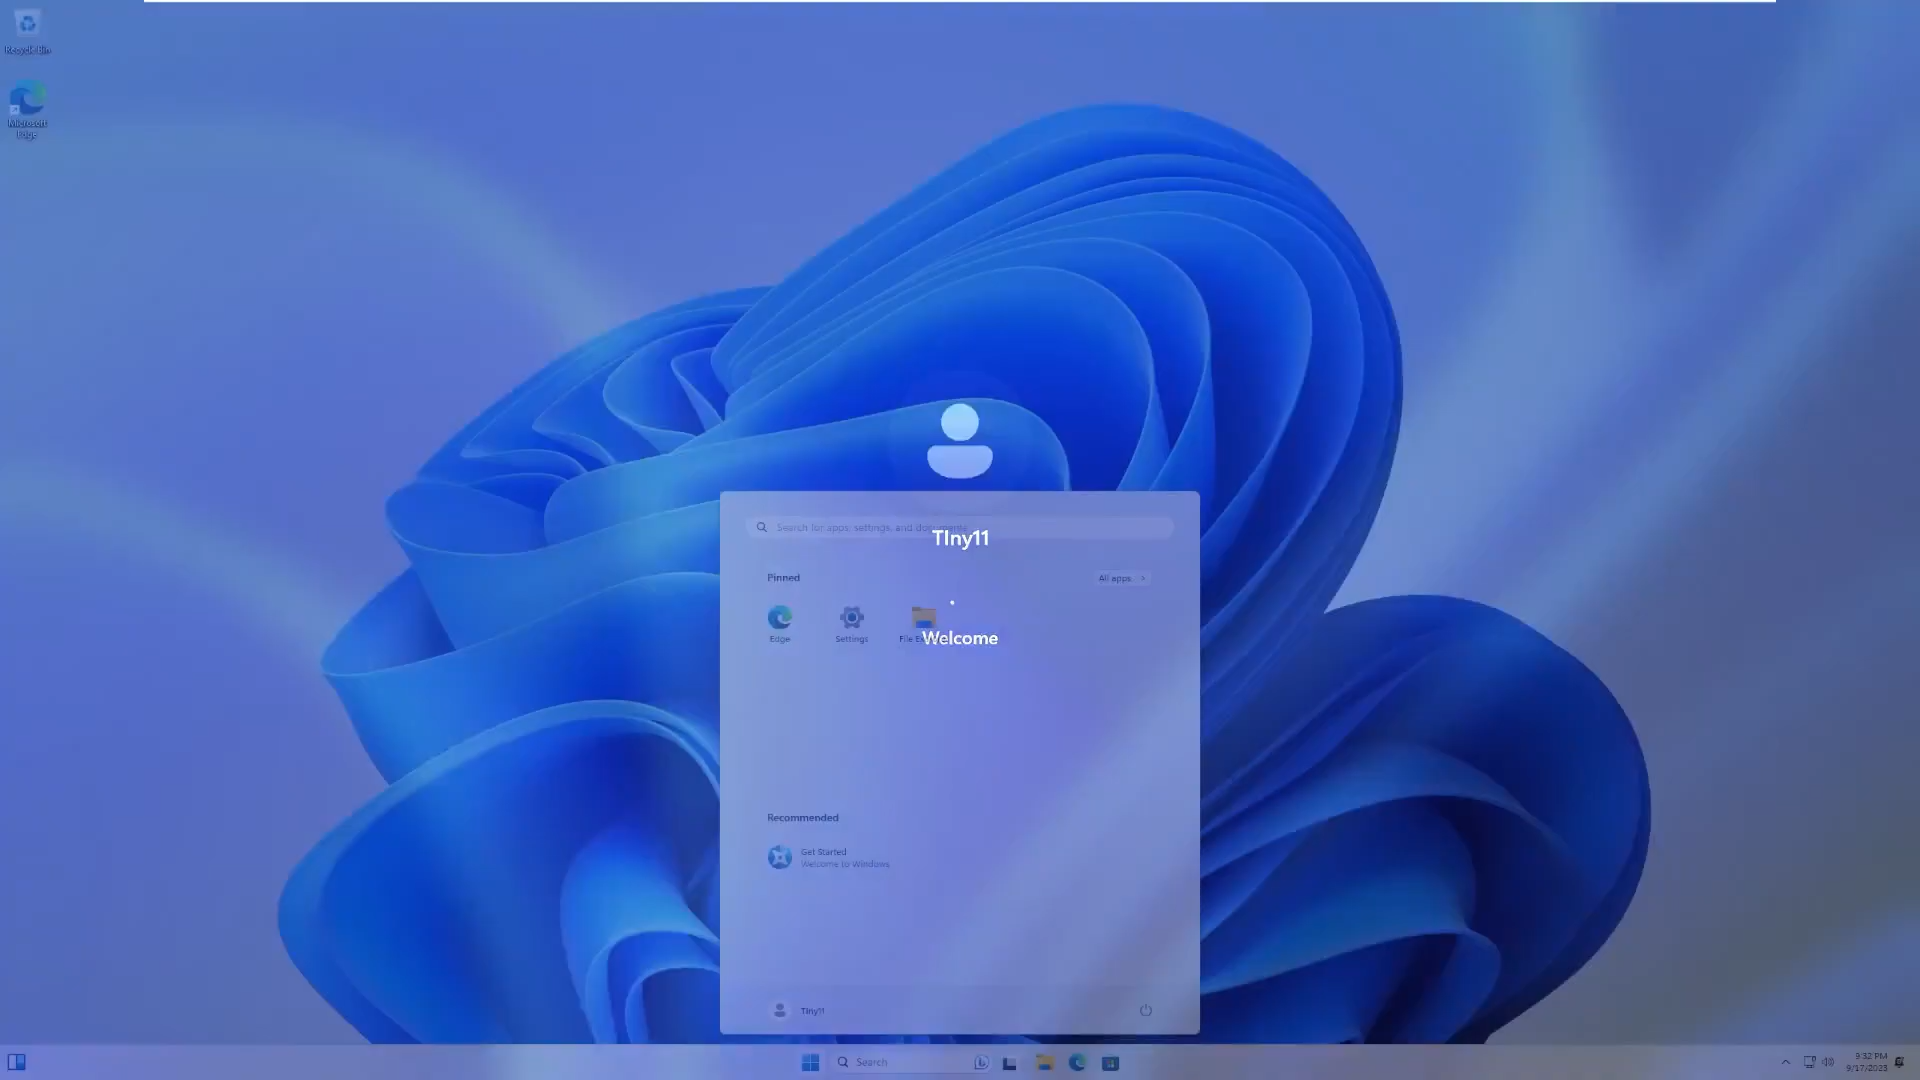 Recycle Bin
Microsoft
Edge
Search for apps, settings, and documents
TIny11
Pinned
All apps
Edge
Settings
File Ex
Welcome
Recommended
Get Started
Welcome to Windows
TIny11
Search
9:32 PM
9/17/2023